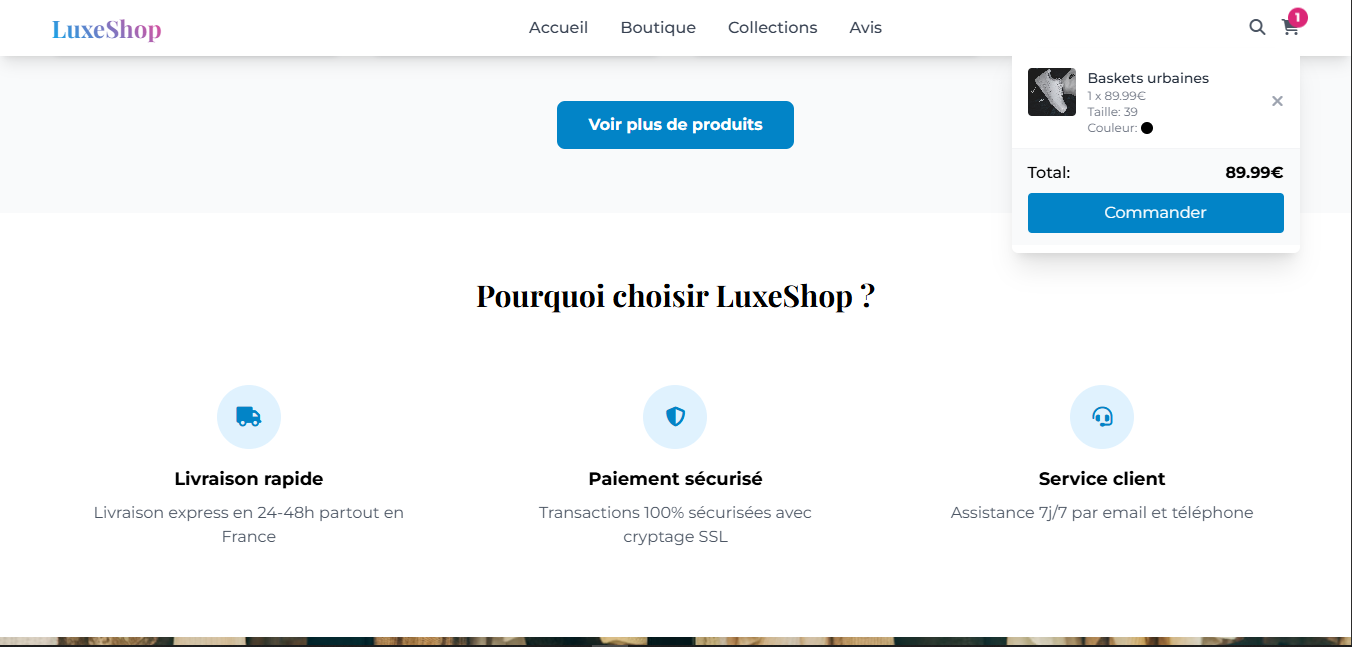 LuxeShop
Accueil
Boutique
Collections
Avis
1
Baskets urbaines
1 x 89.99€
Taille: 39
Couleur:
Total:
89.99€
Commander
Voir plus de produits
Pourquoi choisir LuxeShop ?
Livraison rapide
Livraison express en 24-48h partout en
France
Paiement sécurisé
Transactions 100% sécurisées avec
cryptage SSL
Service client
Assistance 7j/7 par email et téléphone